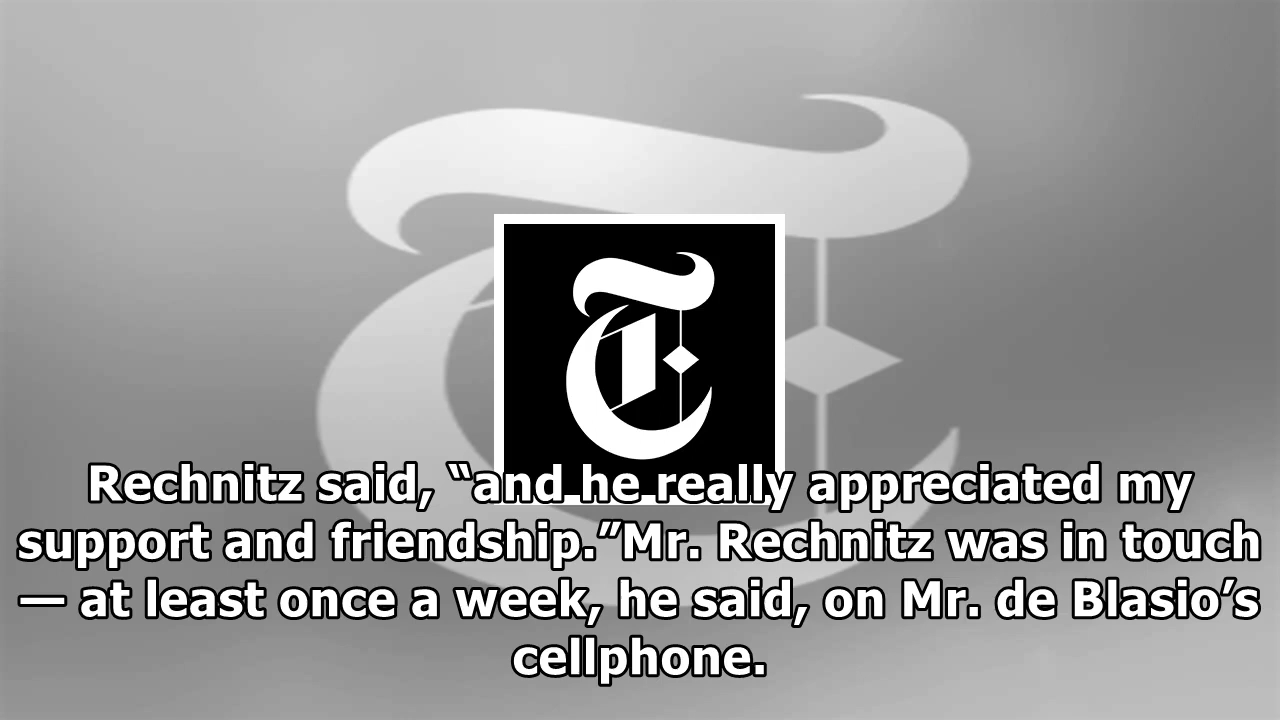 Rechnitz said, “and he really appreciated my
support and friendship.”Mr. Rechnitz was in touch
— at least once a week, he said, on Mr. de Blasio’s
cellphone.